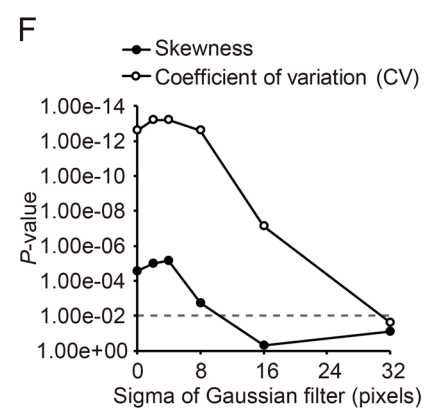 F
Skewness
Coefficient of variation (CV)
P-value
1.00e-14
1.00e-12
1.00e-10
1.00e-08
1.00e-06
1.00e-04
1.00e-02
1.00e+00
0 8 16 24 32
Sigma of Gaussian filter (pixels)